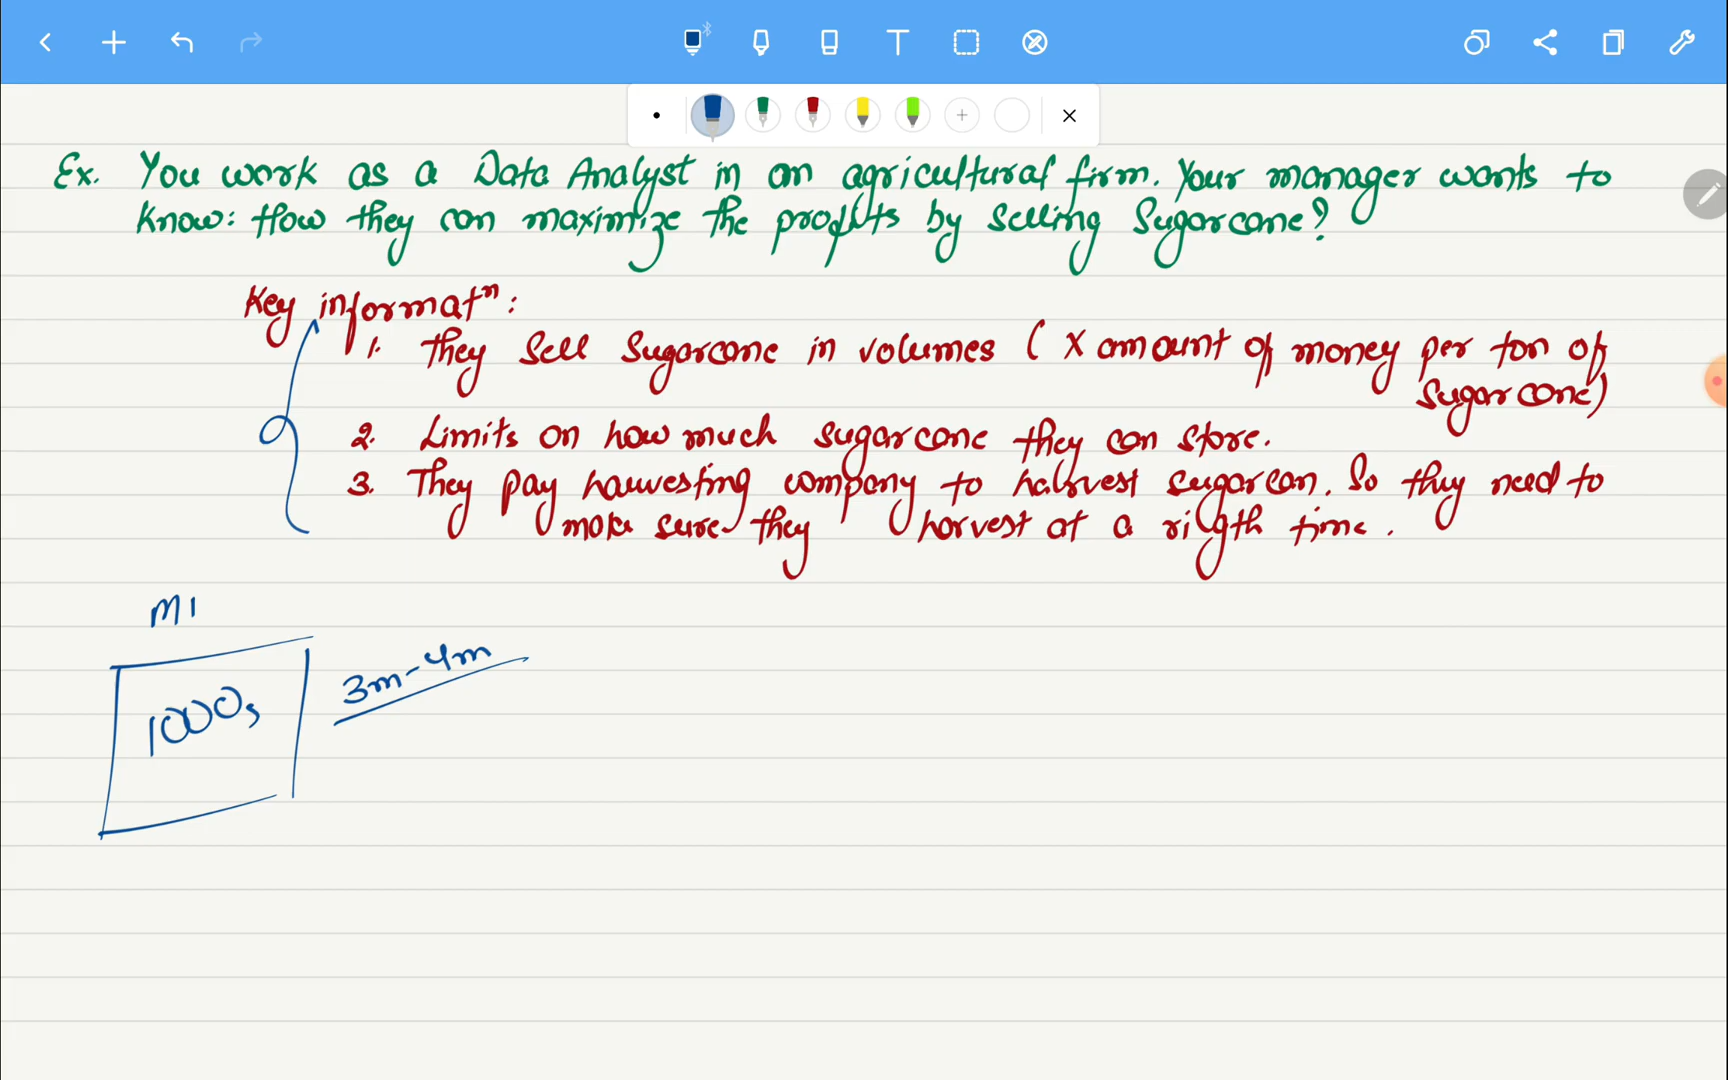 Ex. You work as a Data Analyst in an agricultural firm. Your manager wants to
Know: How they can maximize the profits by Selling Sugarcane?
Key informatⁿ:
1. They Sell Sugarcane in volumes ( X amount of money per ton of
Sugarcane)
2. Limits on how much sugarcane they can store.
3. They pay harvesting company to harvest sugarcan. So they need to
make sure they harvest at a rigth time.
M1
3m-4m
1000s